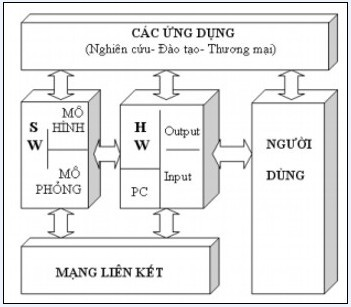 CÁC ỨNG DỤNG
(Nghiên cứu- Đào tạo- Thương mại)
S
W
MÔ
HÌNH
MÔ
PHỎNG
H
W
Output
Input
PC
NGƯỜI
DÙNG
MẠNG LIÊN KẾT